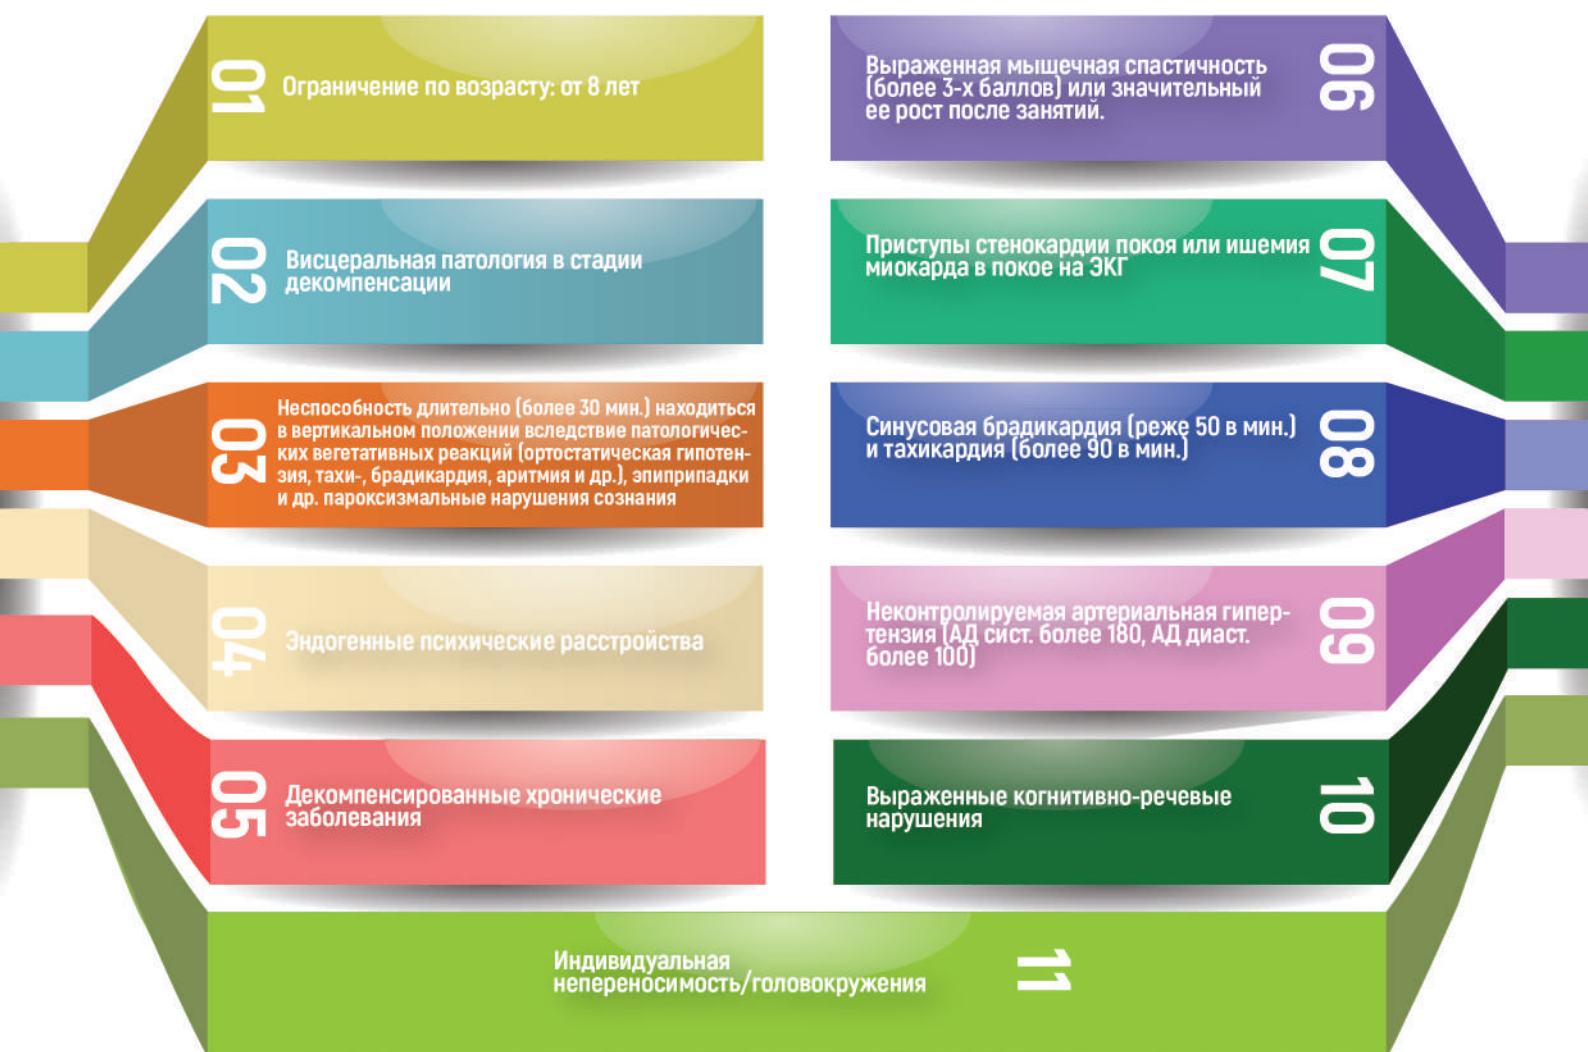 01
Ограничение по возрасту: от 8 лет
02
Висцеральная патология в стадии
декомпенсации
03
Неспособность длительно (более 30 мин.) находиться
в вертикальном положении вследствие патологичес-
ких вегетативных реакций (ортостатическая гипотен-
зия, тахи-, брадикардия, аритмия и др.), эпиприпадки
и др. пароксизмальные нарушения сознания
04
Эндогенные психические расстройства
05
Декомпенсированные хронические
заболевания
06
Выраженная мышечная спастичность
(более 3-х баллов) или значительный
ее рост после занятий.
07
Приступы стенокардии покоя или ишемия
миокарда в покое на ЭКГ
08
Синусовая брадикардия (реже 50 в мин.)
и тахикардия (более 90 в мин.)
09
Неконтролируемая артериальная гипер-
тензия (АД сист. более 180, АД диаст.
более 100)
10
Выраженные когнитивно-речевые
нарушения
11
Индивидуальная
непереносимость/головокружения